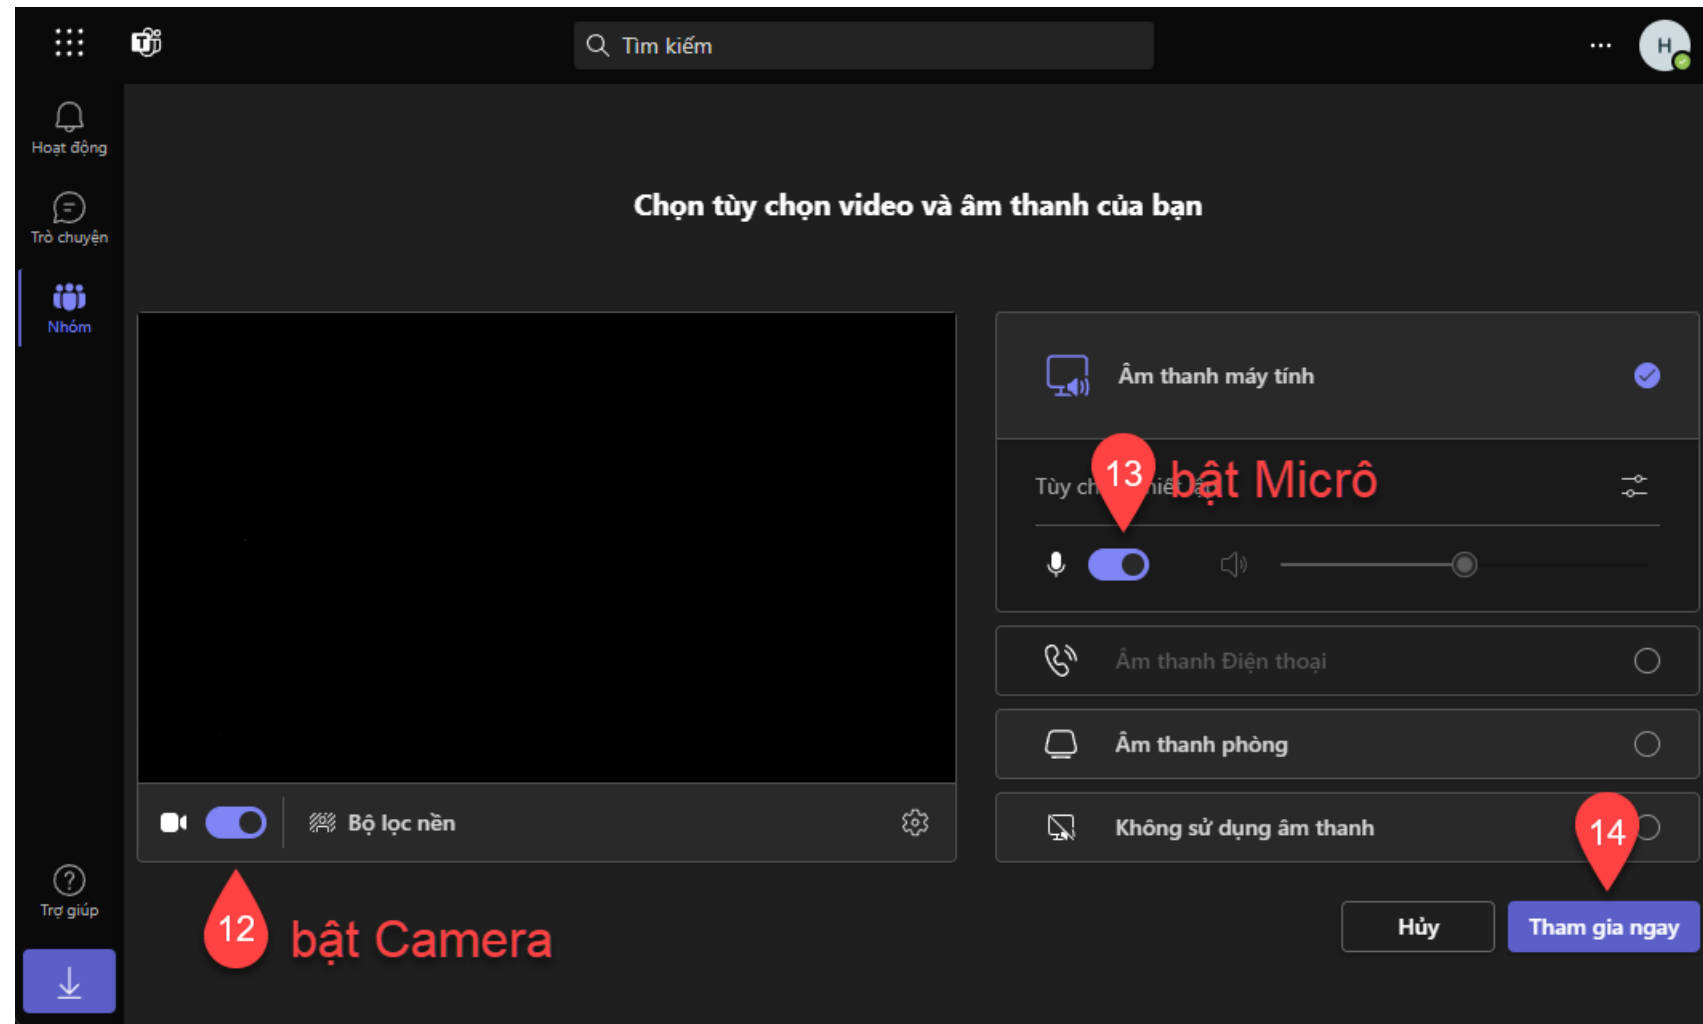 Tìm kiếm
H
Hoạt động
Trò chuyện
Nhóm
Chọn tùy chọn video và âm thanh của bạn
Âm thanh máy tính
13 bật Micrô
Tùy
Âm thanh Điện thoại
Âm thanh phòng
Không sử dụng âm thanh
14
Bộ lọc nền
12 bật Camera
Trợ giúp
Hủy
Tham gia ngay